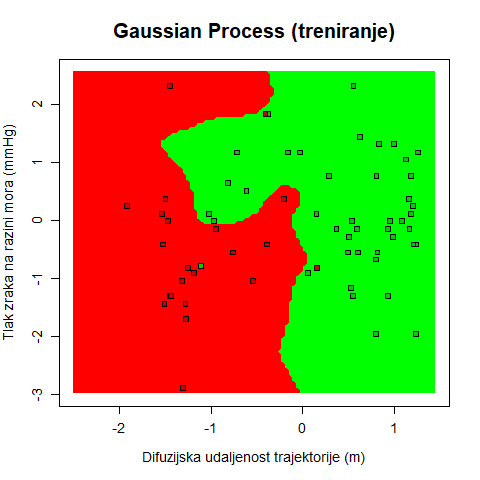 Gaussian Process (treniranje)
Tlak zraka na razini mora (mmHg)
2
1
0
-1
-2
-3
-2 -1 0 1
Difuzijska udaljenost trajektorije (m)